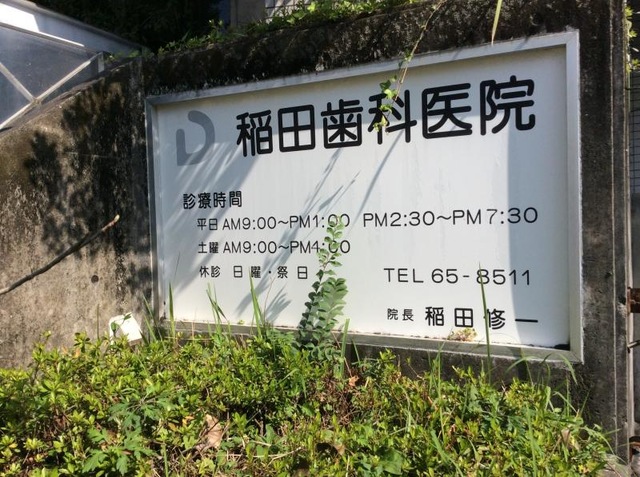 稲田歯科医院
診療時間
平日 AM9:00〜PM1:00 PM2:30〜PM7:30
土曜 AM9:00〜PM4:00
休診 日曜・祭日 TEL 65-8511
院長 稲田修一